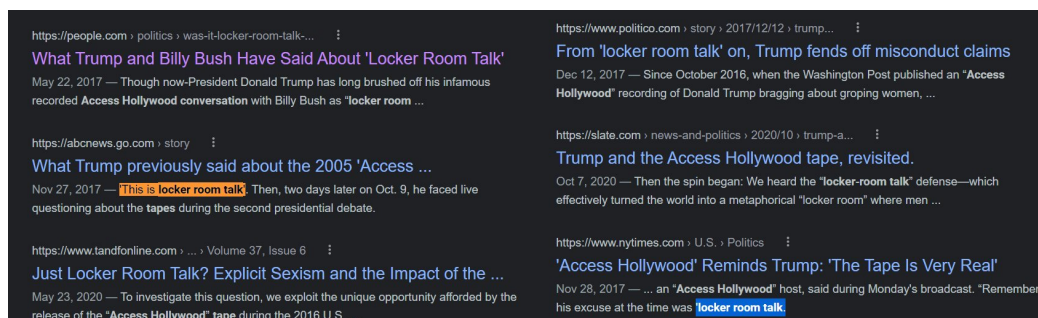 https://people.com › politics › was-it-locker-room-talk-...
What Trump and Billy Bush Have Said About 'Locker Room Talk'
May 22, 2017 — Though now-President Donald Trump has long brushed off his infamous
recorded Access Hollywood conversation with Billy Bush as “locker room ...
https://abcnews.go.com › story
What Trump previously said about the 2005 'Access ...
Nov 27, 2017 — 'This is locker room talk'. Then, two days later on Oct. 9, he faced live
questioning about the tapes during the second presidential debate.
https://www.tandfonline.com › ... › Volume 37, Issue 6
Just Locker Room Talk? Explicit Sexism and the Impact of the ...
May 23, 2020 — To investigate this question, we exploit the unique opportunity afforded by the
release of the “Access Hollywood” tape during the 2016 U.S.
https://www.politico.com › story › 2017/12/12 › trump...
From 'locker room talk' on, Trump fends off misconduct claims
Dec 12, 2017 — Since October 2016, when the Washington Post published an “Access
Hollywood” recording of Donald Trump bragging about groping women, ...
https://slate.com › news-and-politics › 2020/10 › trump-a...
Trump and the Access Hollywood tape, revisited.
Oct 7, 2020 — Then the spin began: We heard the “locker-room talk” defense—which
effectively turned the world into a metaphorical “locker room” where men ...
https://www.nytimes.com › U.S. › Politics
'Access Hollywood' Reminds Trump: 'The Tape Is Very Real'
Nov 28, 2017 — ... an “Access Hollywood” host, said during Monday's broadcast. “Remember
his excuse at the time was 'locker room talk.